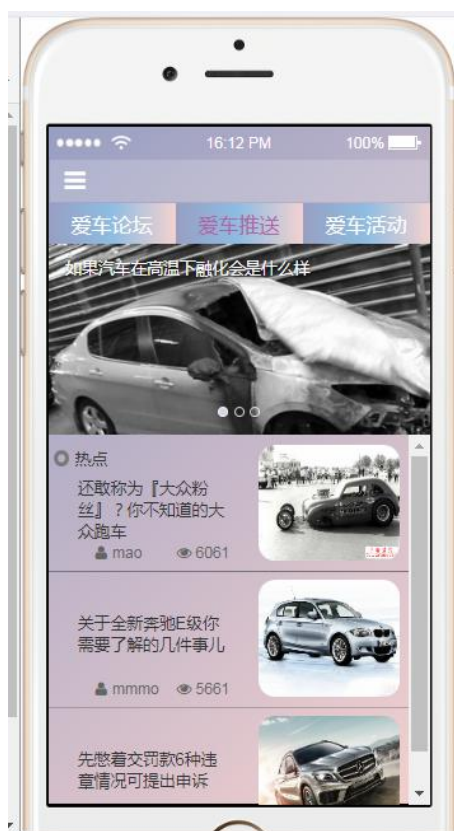 16:12 PM
100%
爱车论坛
爱车推送
爱车活动
如果汽车在高温下融化会是什么样
热点
还敢称为『大众粉
丝』？你不知道的大
众跑车
mao
6061
关于全新奔驰E级你
需要了解的几件事儿
mmmo
5661
先憋着交罚款6种违
章情况可提出申诉